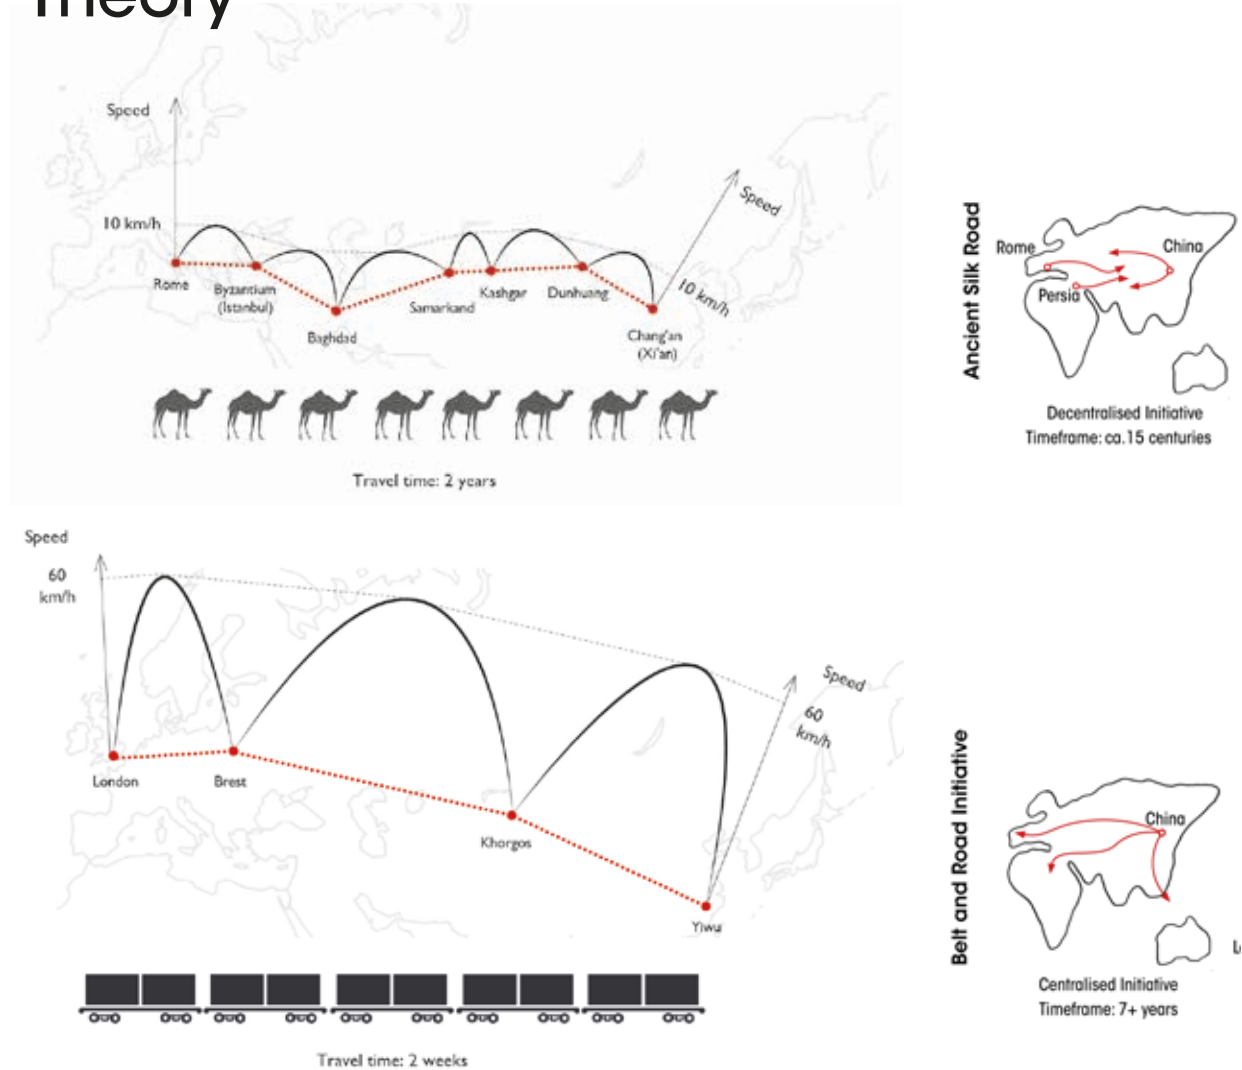 Theory
Speed
10 km/h
Rome
Byzantium
(Istanbul)
Baghdad
Samarkand
Kashgar
Dunhuang
Chang'an
(Xi'an)
10 km/h
Speed
Travel time: 2 years
Ancient Silk Road
Rome
China
Persia
Decentralised Initiative
Timeframe: ca.15 centuries
Speed
60
km/h
London
Brest
Khorgos
Yiwu
Speed
60
km/h
Travel time: 2 weeks
Belt and Road Initiative
China
Centralised Initiative
Timeframe: 7+ years